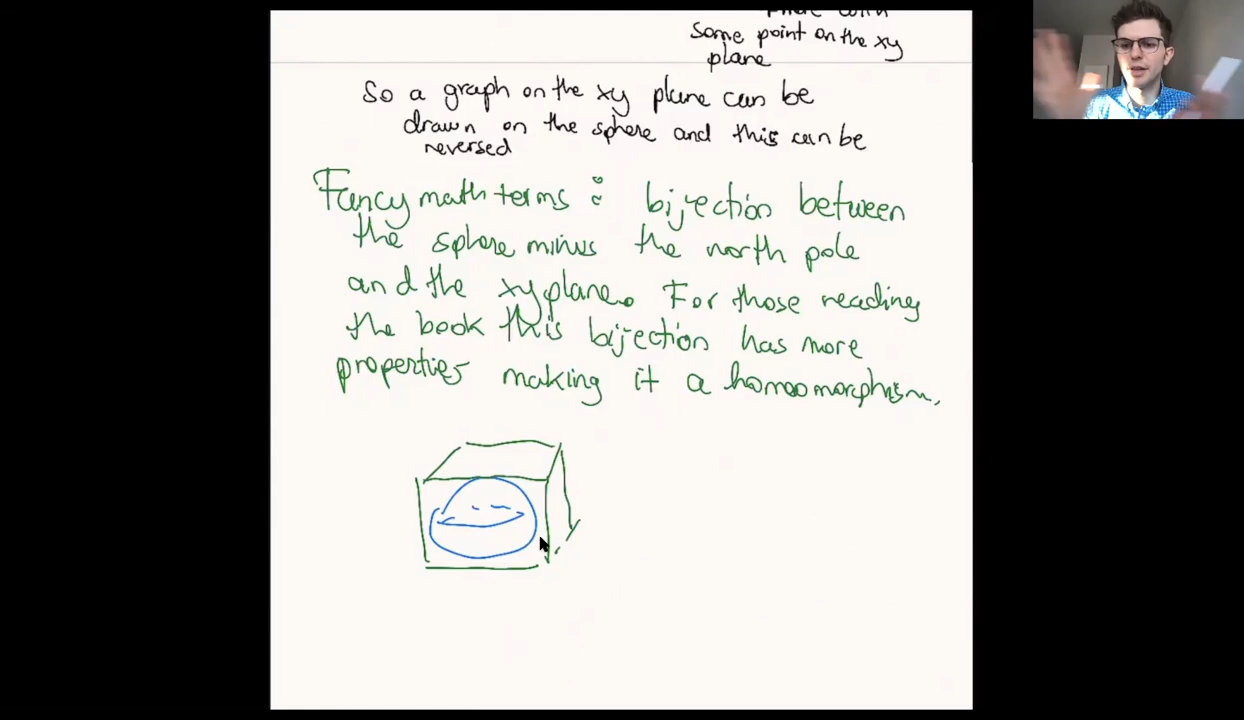 some point on the xy
plane
So a graph on the xy plane can be
drawn on the sphere and this can be
reversed
Fancy math terms : bijection between
the sphere minus the north pole
and the xy plane. For those reading
the book this bijection has more
properties making it a homeomorphism.